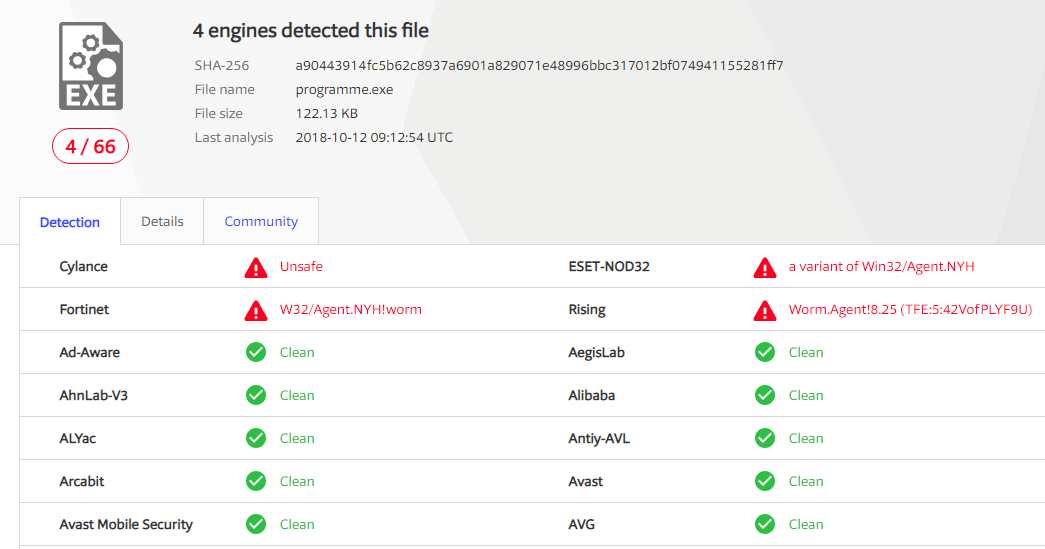 4 engines detected this file
SHA-256 a90443914fc5b62c8937a6901a829071e48996bbc317012bf074941155281ff7
File name programme.exe
File size 122.13 KB
Last analysis 2018-10-12 09:12:54 UTC
EXE
4 / 66
Detection Details Community
Cylance Unsafe ESET-NOD32 a variant of Win32/Agent.NYH
Fortinet W32/Agent.NYH!worm Rising Worm.Agent!8.25 (TFE:5:42VofPLYF9U)
Ad-Aware Clean AegisLab Clean
AhnLab-V3 Clean Alibaba Clean
ALYac Clean Antiy-AVL Clean
Arcabit Clean Avast Clean
Avast Mobile Security Clean AVG Clean